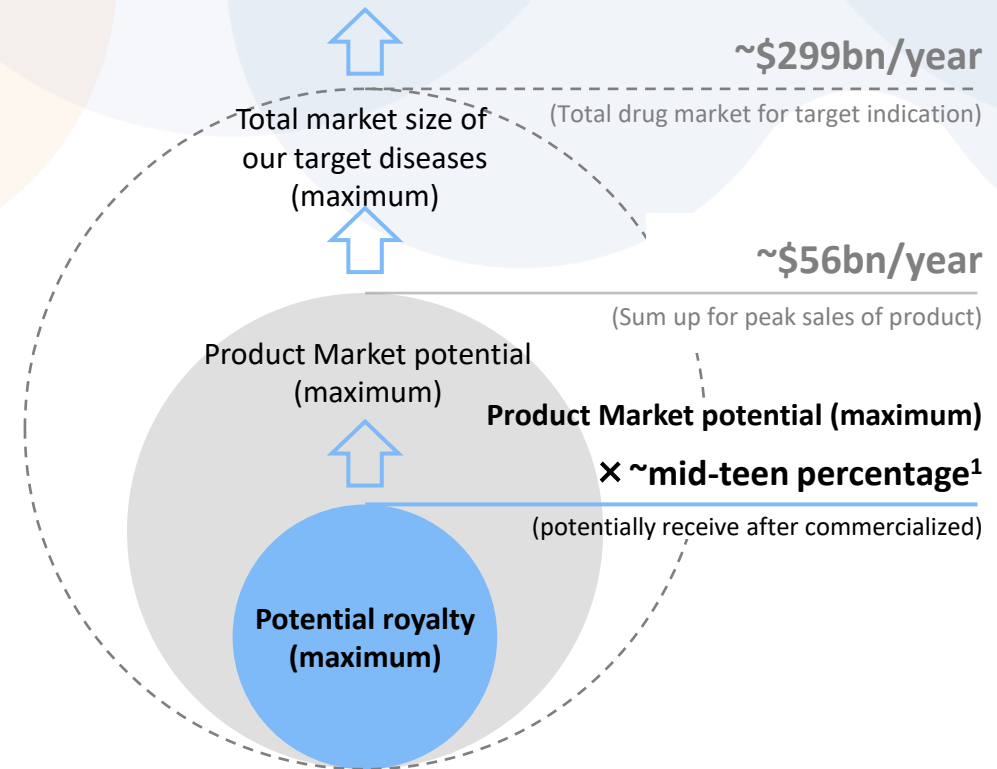 ~$299bn/year
(Total drug market for target indication)
Total market size of
our target diseases
(maximum)
~$56bn/year
(Sum up for peak sales of product)
Product Market potential
(maximum)
Product Market potential (maximum)
× ~mid-teen percentage¹
(potentially receive after commercialized)
Potential royalty
(maximum)